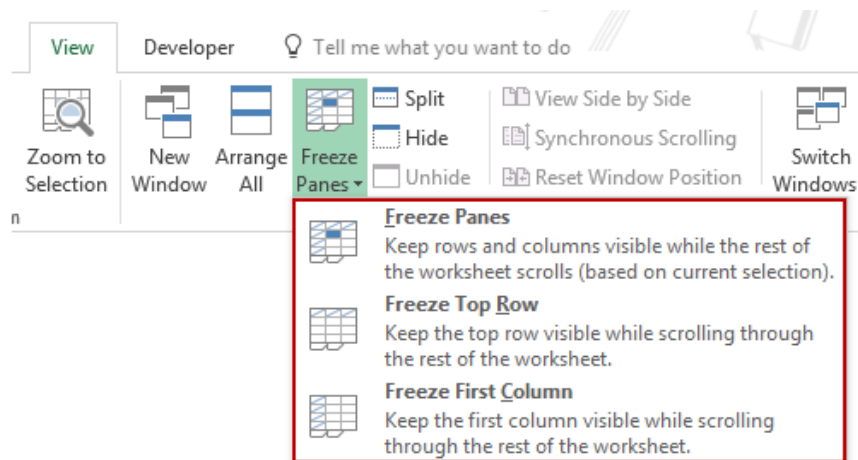 View Developer Tell me what you want to do
Zoom to Selection
New Window
Arrange All
Freeze Panes
Split
Hide
Unhide
View Side by Side
Synchronous Scrolling
Reset Window Position
Switch Windows
n
Freeze Panes
Keep rows and columns visible while the rest of
the worksheet scrolls (based on current selection).
Freeze Top Row
Keep the top row visible while scrolling through
the rest of the worksheet.
Freeze First Column
Keep the first column visible while scrolling
through the rest of the worksheet.